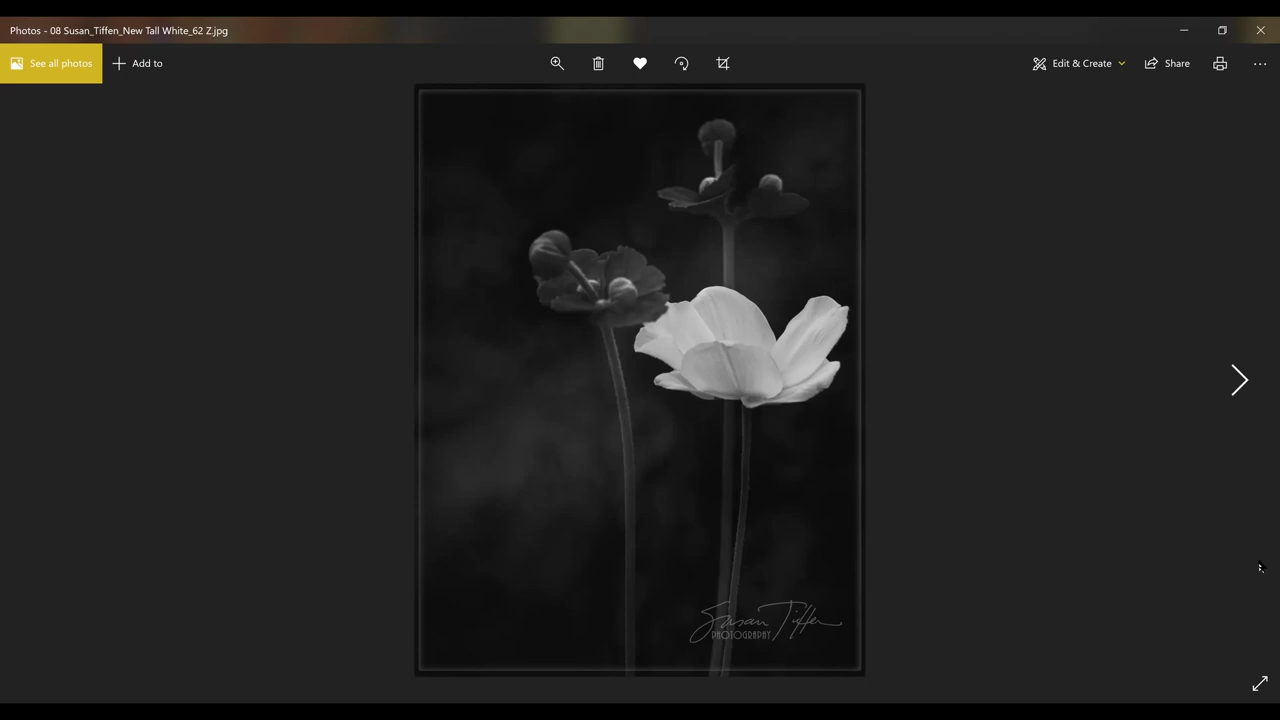 Photos - 08 Susan_Tiffen_New Tall White_62 Z.jpg
See all photos
Add to
Edit & Create
Share
Susan Tiffen
PHOTOGRAPHY